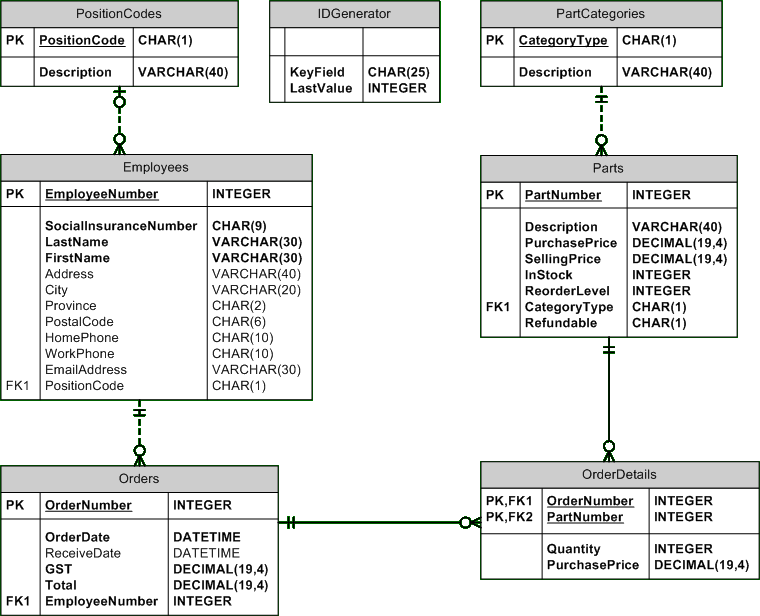 PositionCodes
PK PositionCode CHAR(1)
Description VARCHAR(40)
IDGenerator
KeyField CHAR(25)
LastValue INTEGER
PartCategories
PK CategoryType CHAR(1)
Description VARCHAR(40)
Employees
PK EmployeeNumber INTEGER
SocialInsuranceNumber CHAR(9)
LastName VARCHAR(30)
FirstName VARCHAR(30)
Address VARCHAR(40)
City VARCHAR(20)
Province CHAR(2)
PostalCode CHAR(6)
HomePhone CHAR(10)
WorkPhone CHAR(10)
EmailAddress VARCHAR(30)
FK1 PositionCode CHAR(1)
Parts
PK PartNumber INTEGER
Description VARCHAR(40)
PurchasePrice DECIMAL(19,4)
SellingPrice DECIMAL(19,4)
InStock INTEGER
ReorderLevel INTEGER
FK1 CategoryType CHAR(1)
Refundable CHAR(1)
Orders
PK OrderNumber INTEGER
OrderDate DATETIME
ReceiveDate DATETIME
GST DECIMAL(19,4)
Total DECIMAL(19,4)
FK1 EmployeeNumber INTEGER
OrderDetails
PK,FK1 OrderNumber INTEGER
PK,FK2 PartNumber INTEGER
Quantity INTEGER
PurchasePrice DECIMAL(19,4)